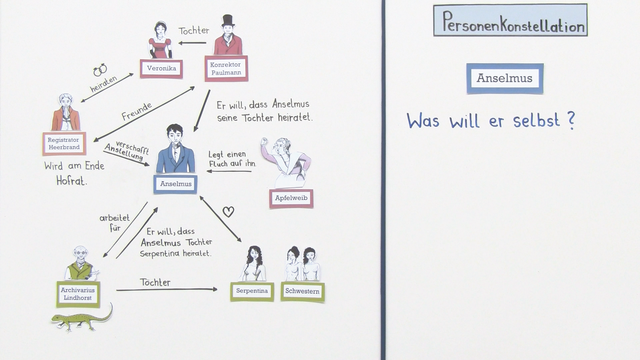 Tochter
Veronika
Konrektor
Paulmann
heiraten
Freunde
Er will, dass Anselmus
seine Tochter heiratet.
Registrator
Heerbrand
verschafft
Anstellung
Wird am Ende
Hofrat.
Anselmus
Legt einen
Fluch auf ihn
Apfelweib
arbeitet
für
Er will, dass
Anselmus Tochter
Serpentina heiratet.
Archivarius
Lindhorst
Tochter
Serpentina
Schwestern
Personenkonstellation
Anselmus
Was will er selbst?